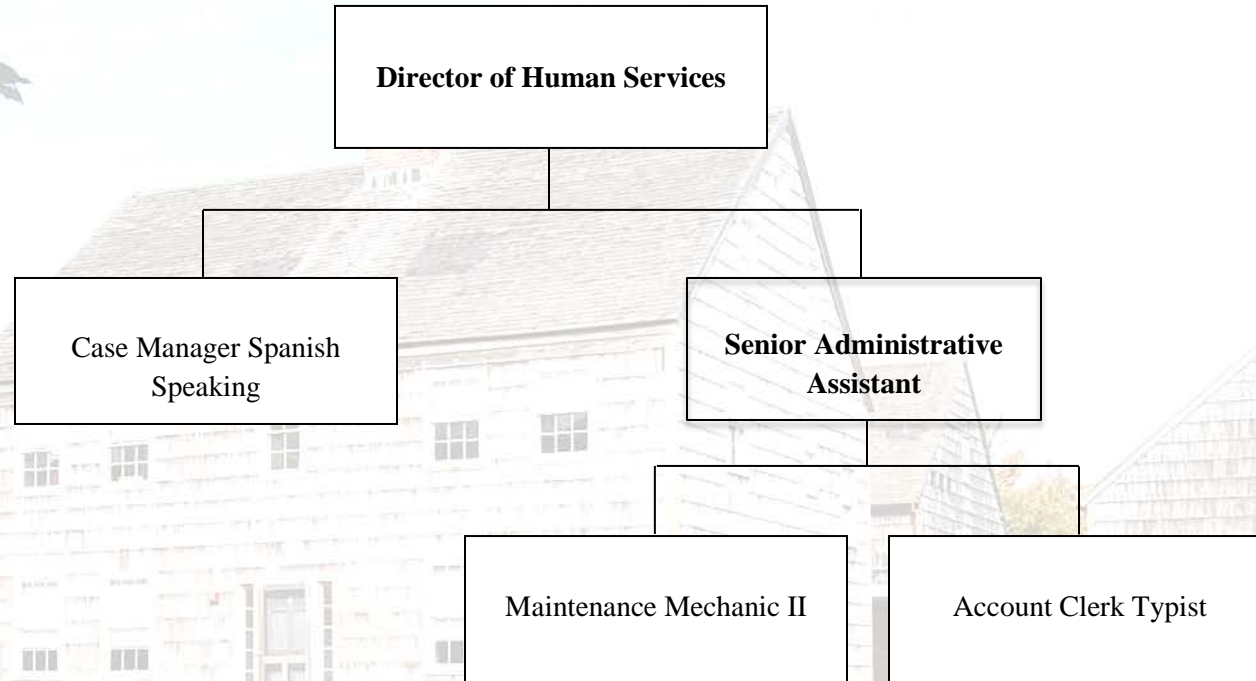 Director of Human Services
Case Manager Spanish
Speaking
Senior Administrative
Assistant
Maintenance Mechanic II
Account Clerk Typist